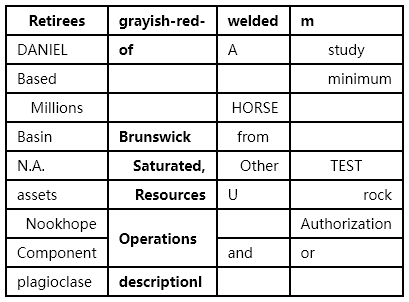 Retirees grayish-red- welded m
DANIEL of A study
Based minimum
Millions HORSE
Basin Brunswick from
N.A. Saturated, Other TEST
assets Resources U rock
Nookhope Operations Authorization
Component and or
plagioclase descriptionl